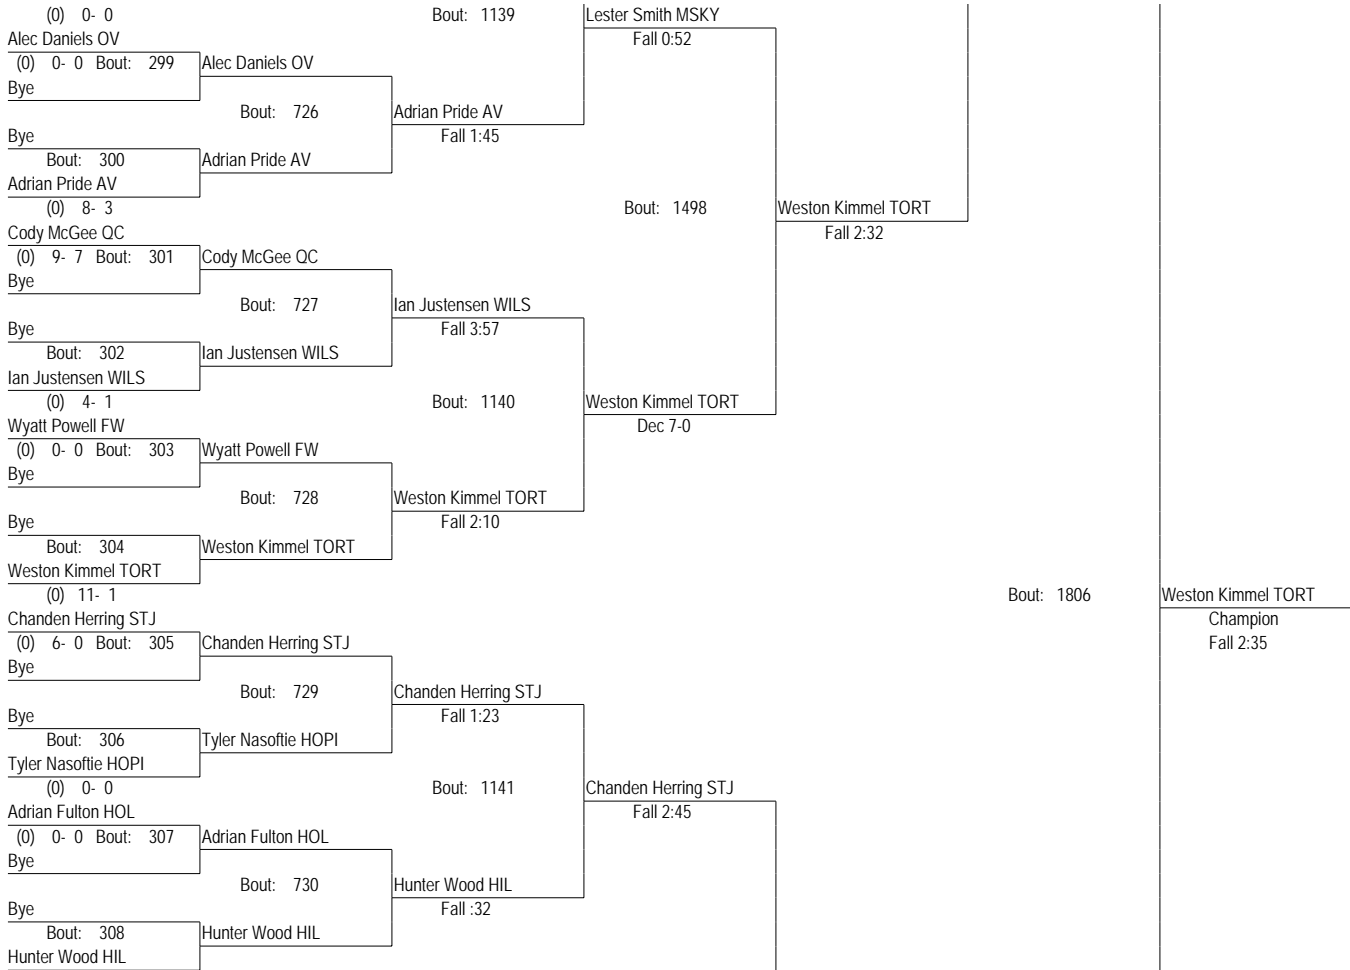 (0) 0- 0 Bout: 1139 Lester Smith MSKY
Alec Daniels OV Fall 0:52
(0) 0- 0 Bout: 299 Alec Daniels OV
Bye
Bout: 726 Adrian Pride AV
Bye Fall 1:45
Bout: 300 Adrian Pride AV
Adrian Pride AV
(0) 8- 3 Bout: 1498 Weston Kimmel TORT
Cody McGee QC Fall 2:32
(0) 9- 7 Bout: 301 Cody McGee QC
Bye
Bout: 727 Ian Justensen WILS
Bye Fall 3:57
Bout: 302 Ian Justensen WILS
Ian Justensen WILS
(0) 4- 1 Bout: 1140 Weston Kimmel TORT
Wyatt Powell FW Dec 7-0
(0) 0- 0 Bout: 303 Wyatt Powell FW
Bye
Bout: 728 Weston Kimmel TORT
Bye Fall 2:10
Bout: 304 Weston Kimmel TORT
Weston Kimmel TORT
(0) 11- 1 Bout: 1806 Weston Kimmel TORT
Chanden Herring STJ Champion
(0) 6- 0 Bout: 305 Chanden Herring STJ Fall 2:35
Bye
Bout: 729 Chanden Herring STJ
Bye Fall 1:23
Bout: 306 Tyler Nasoftie HOPI
Tyler Nasoftie HOPI
(0) 0- 0 Bout: 1141 Chanden Herring STJ
Adrian Fulton HOL Fall 2:45
(0) 0- 0 Bout: 307 Adrian Fulton HOL
Bye
Bout: 730 Hunter Wood HIL
Bye Fall :32
Bout: 308 Hunter Wood HIL
Hunter Wood HIL